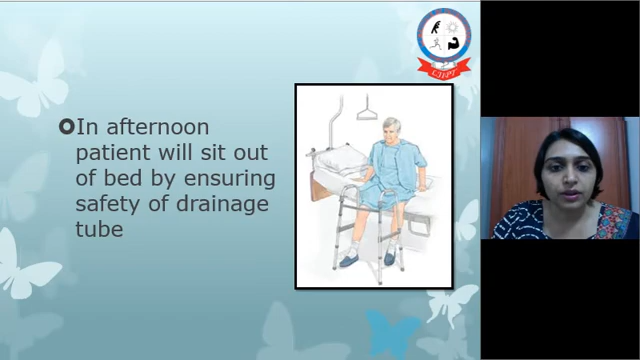 In afternoon
patient will sit out
of bed by ensuring
safety of drainage
tube